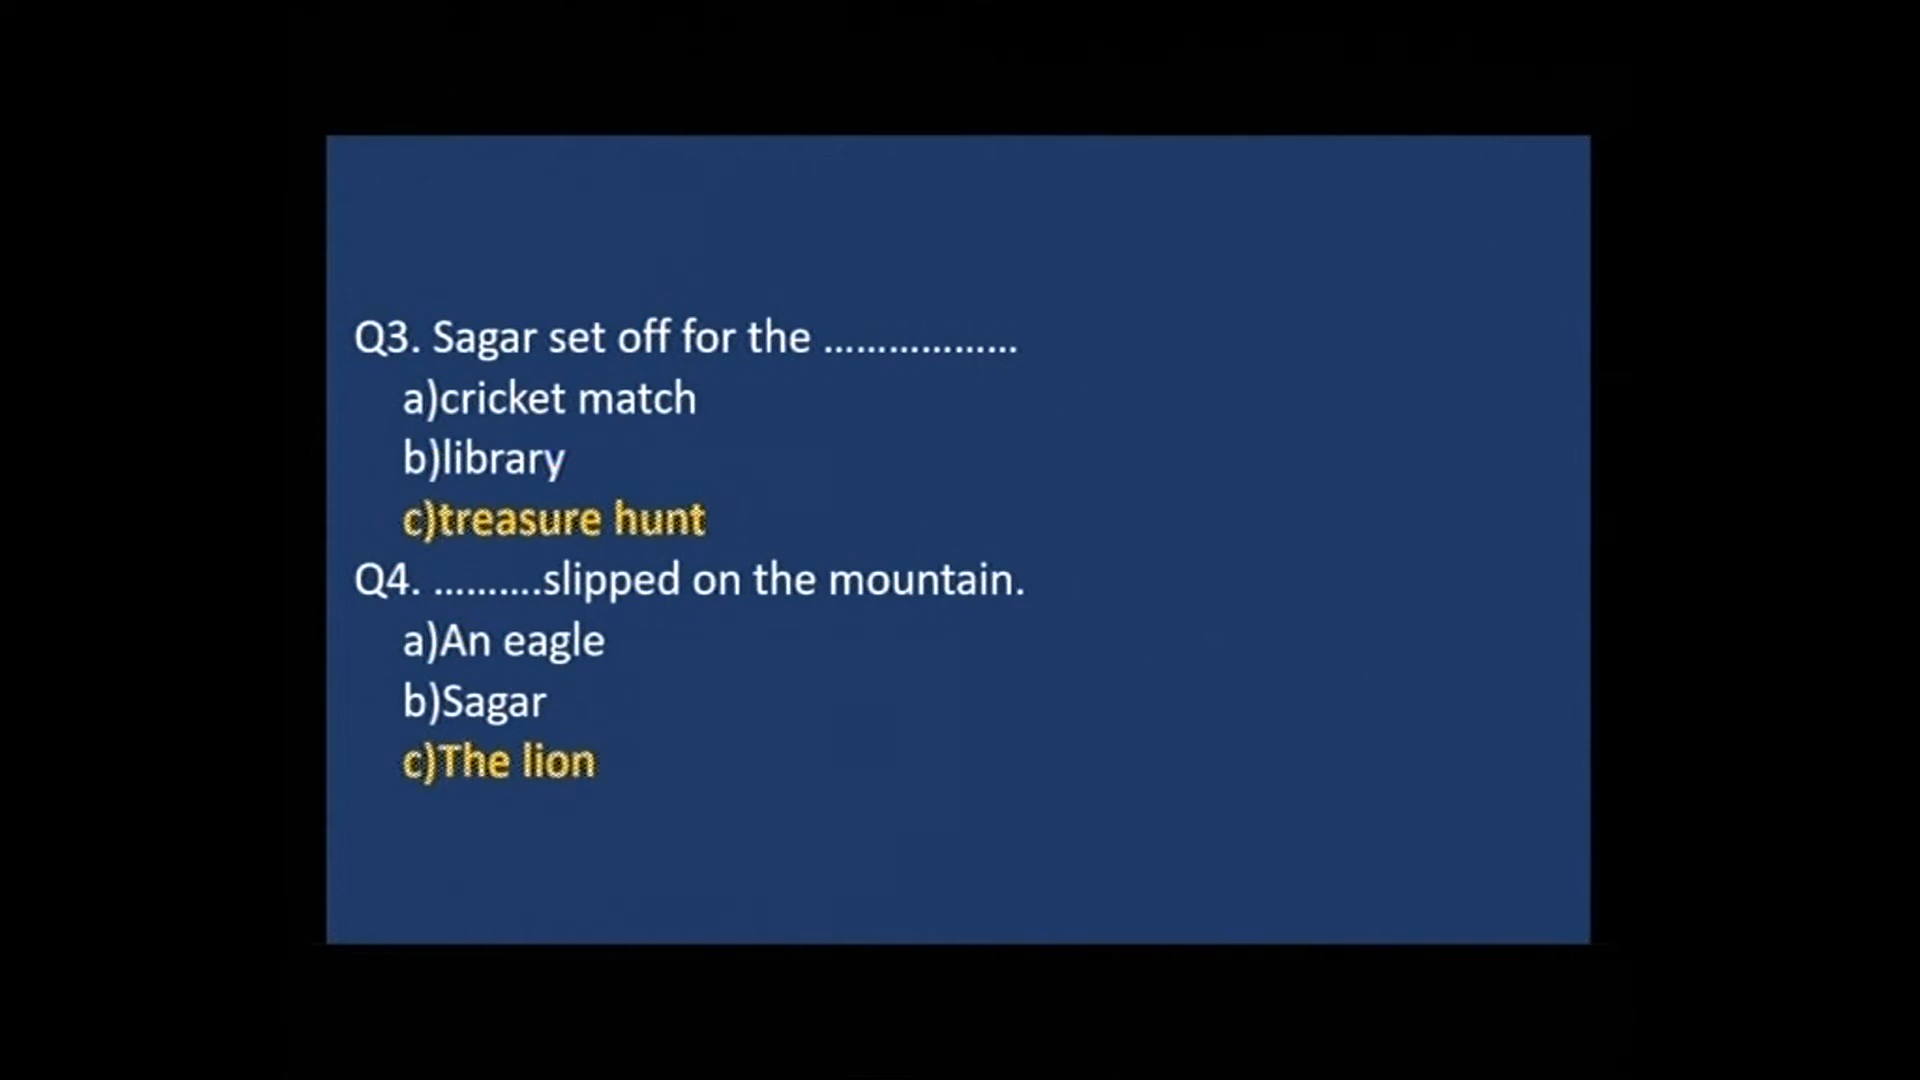 Q3. Sagar set off for the ………………
a)cricket match
b)library
c)treasure hunt
Q4. ……….slipped on the mountain.
a)An eagle
b)Sagar
c)The lion